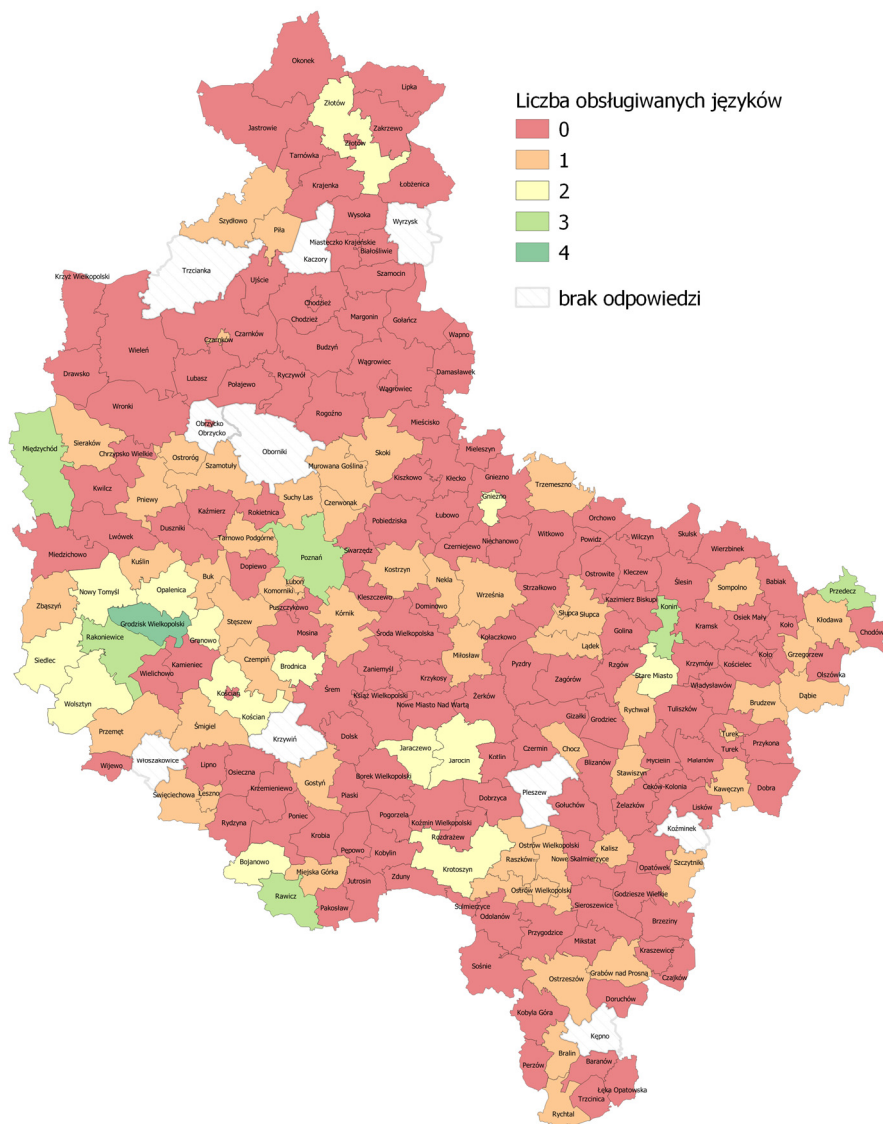 Okonek
Lipka
Złotów
Jastrowie
Złotów
Zakrzewo
Tarnówka
Krajenka
Łobżenica
Szydłowo
Piła
Wysoka
Wyrzysk
Miasteczko Krajeńskie
Białośliwie
Kaczory
Trzcianka
Krzyż Wielkopolski
Ujście
Szamocin
Chodzież
Chodzież
Margonin
Gołańcz
Czarnków
Czarnków
Wapno
Wieleń
Budzyń
Wągrowiec
Drawsko
Lubasz
Połajewo
Ryczywół
Damasławek
Wągrowiec
Wronki
Rogoźno
Obrzycko
Obrzycko
Mieścisko
Międzychód
Sieraków
Chrzypsko Wielkie
Ostroróg
Szamotuły
Oborniki
Murowana Goślina
Skoki
Mieleszyn
Kiszkowo
Kłecko
Gniezno
Gniezno
Trzemeszno
Kwilcz
Pniewy
Kaźmierz
Rokietnica
Suchy Las
Czerwonak
Łubowo
Orchowo
Lwówek
Duszniki
Tarnowo Podgórne
Pobiedziska
Czerniejewo
Niechanowo
Witkowo
Powidz
Wilczyn
Skulsk
Wierzbinek
Miedzichowo
Kuślin
Buk
Dopiewo
Poznań
Swarzędz
Kostrzyn
Nekla
Września
Strzałkowo
Ostrowite
Kleczew
Ślesin
Sompolno
Babiak
Przedecz
Zbąszyń
Nowy Tomyśl
Opalenica
Luboń
Komorniki
Puszczykowo
Kleszczewo
Dominowo
Słupca
Słupca
Kazimierz Biskupi
Konin
Kramsk
Osiek Mały
Koło
Kłodawa
Chodów
Grodzisk Wielkopolski
Granowo
Stęszew
Mosina
Kórnik
Środa Wielkopolska
Kołaczkowo
Lądek
Golina
Rakoniewice
Siedlec
Kamieniec
Wielichowo
Czempiń
Brodnica
Zaniemyśl
Krzykosy
Miłosław
Pyzdry
Zagórów
Rzgów
Stare Miasto
Krzymów
Kościelec
Koło
Grzegorzew
Olszówka
Wolsztyn
Kościan
Kościan
Śrem
Książ Wielkopolski
Nowe Miasto Nad Wartą
Żerków
Gizałki
Grodziec
Rychwał
Tuliszków
Władysławów
Brudzew
Dąbie
Przemęt
Śmigiel
Krzywiń
Dolsk
Jaraczewo
Jarocin
Kotlin
Czermin
Chocz
Blizanów
Stawiszyn
Mycielin
Malanów
Turek
Turek
Przykona
Wijewo
Włoszakowice
Lipno
Osieczna
Święciechowa
Leszno
Krzemieniewo
Gostyń
Piaski
Borek Wielkopolski
Pleszew
Gołuchów
Żelazków
Ceków-Kolonia
Kawęczyn
Dobra
Lisków
Rydzyna
Poniec
Krobia
Pogorzela
Koźmin Wielkopolski
Dobrzyca
Rozdrażew
Koźminek
Pępowo
Kobylin
Krotoszyn
Ostrów Wielkopolski
Raszków
Nowe Skalmierzyce
Kalisz
Opatówek
Szczytniki
Bojanowo
Miejska Górka
Rawicz
Pakosław
Jutrosin
Zduny
Sulmierzyce
Ostrów Wielkopolski
Godziesze Wielkie
Odolanów
Sieroszewice
Brzeziny
Przygodzice
Mikstat
Kraszewice
Sośnie
Ostrzeszów
Grabów nad Prosną
Czajków
Kobyla Góra
Doruchów
Kępno
Perzów
Bralin
Baranów
Łęka Opatowska
Trzcinica
Rychtal
Liczba obsługiwanych języków
0
1
2
3
4
brak odpowiedzi